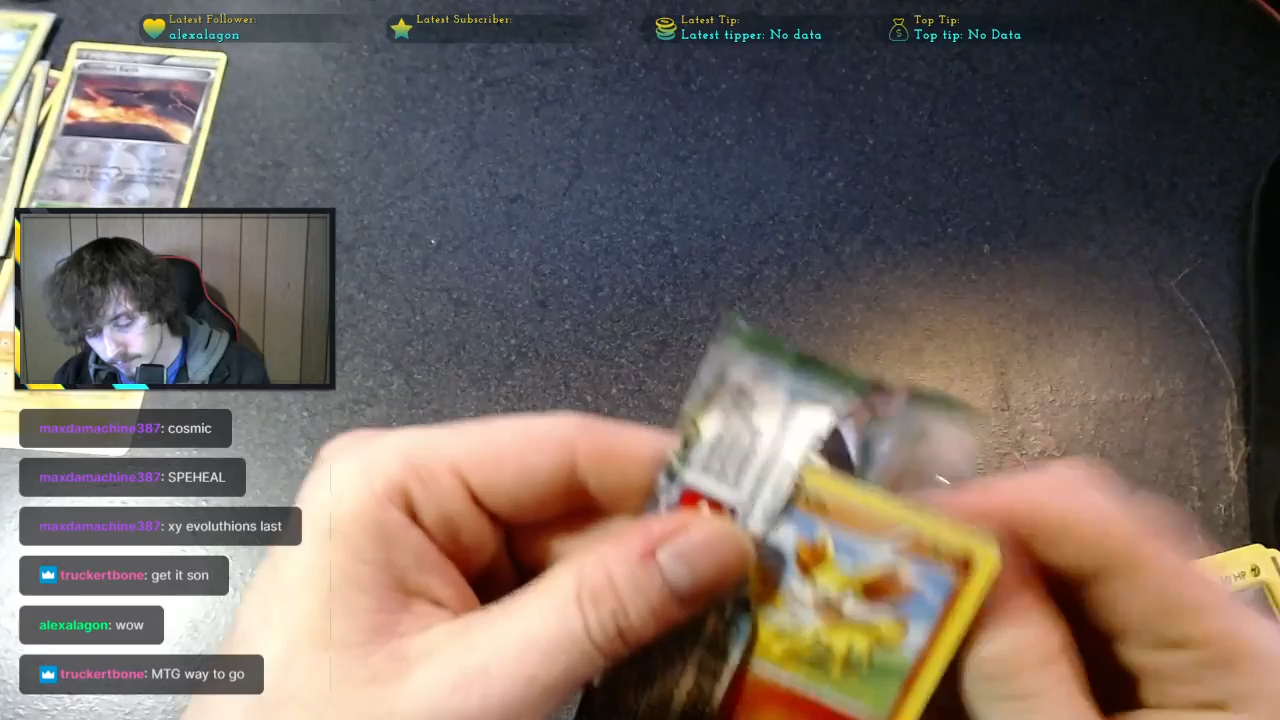 Latest Follower:
alexalagon
Latest Subscriber:
Latest Tip:
Latest tipper: No data
Top Tip:
Top tip: No Data
maxdamachine387: cosmic
maxdamachine387: SPEHEAL
maxdamachine387: xy evoluthions last
truckertbone: get it son
alexalagon: wow
truckertbone: MTG way to go
HP